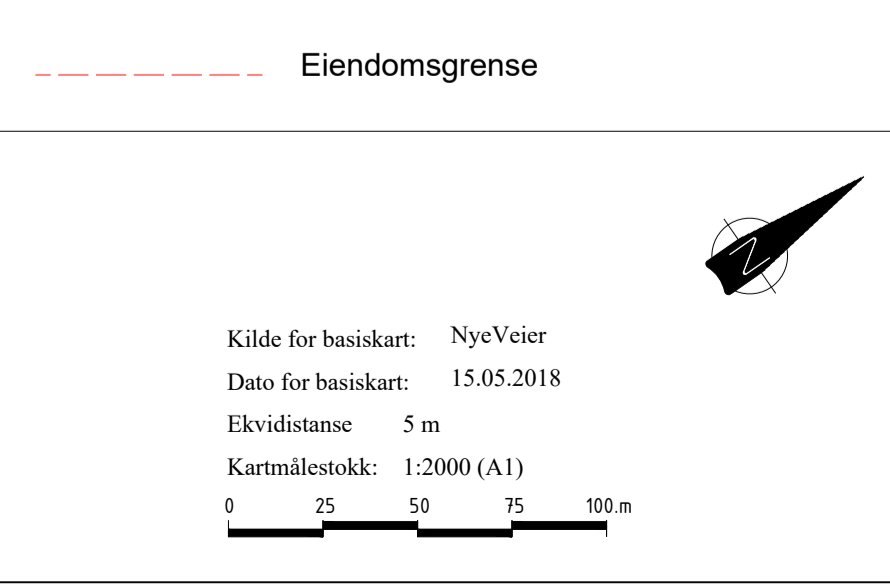 Eiendomsgrense
N
Kilde for basiskart: NyeVeier
Dato for basiskart: 15.05.2018
Ekvidistanse 5 m
Kartmålestokk: 1:2000 (A1)
0 25 50 75 100.m